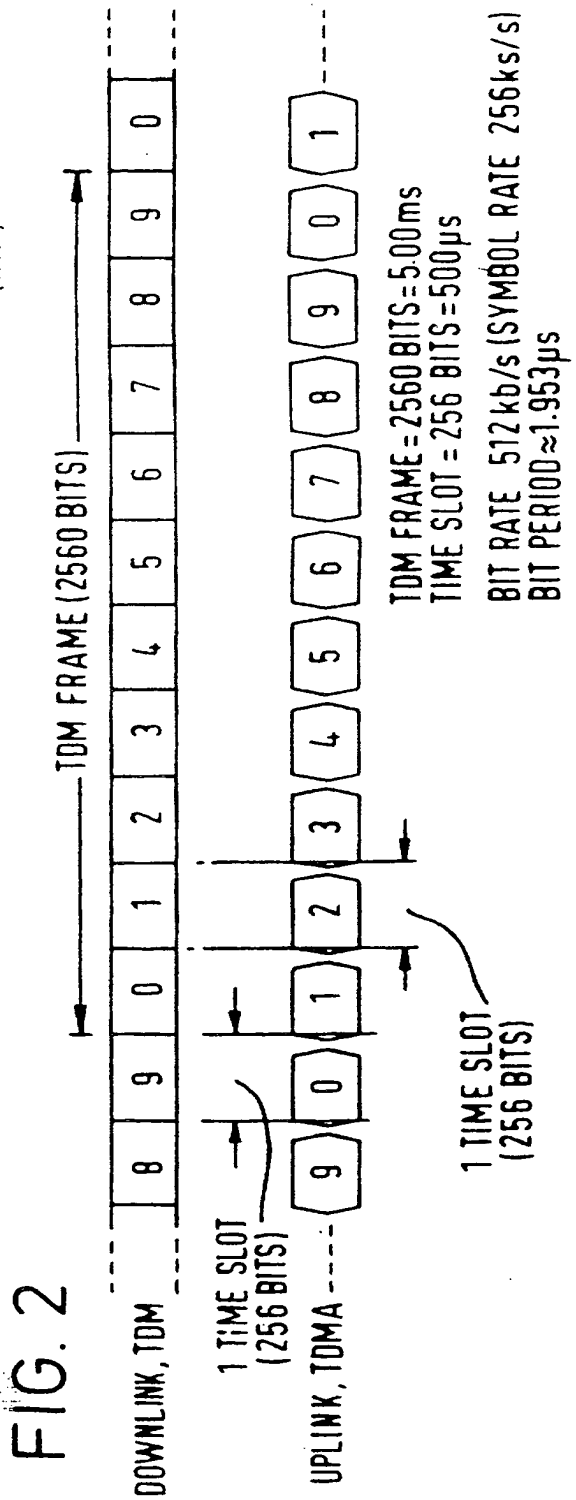 FIG. 2
DOWNLINK, TDM
TDM FRAME (2560 BITS)
8 9 0 1 2 3 4 5 6 7 8 9 0
1 TIME SLOT
(256 BITS)
UPLINK, TDMA
9 0 1 2 3 4 5 6 7 8 9 0 1
1 TIME SLOT
(256 BITS)
TDM FRAME = 2560 BITS = 5.00ms
TIME SLOT = 256 BITS = 500µs
BIT RATE 512kb/s (SYMBOL RATE 256ks/s)
BIT PERIOD ≈ 1.953µs